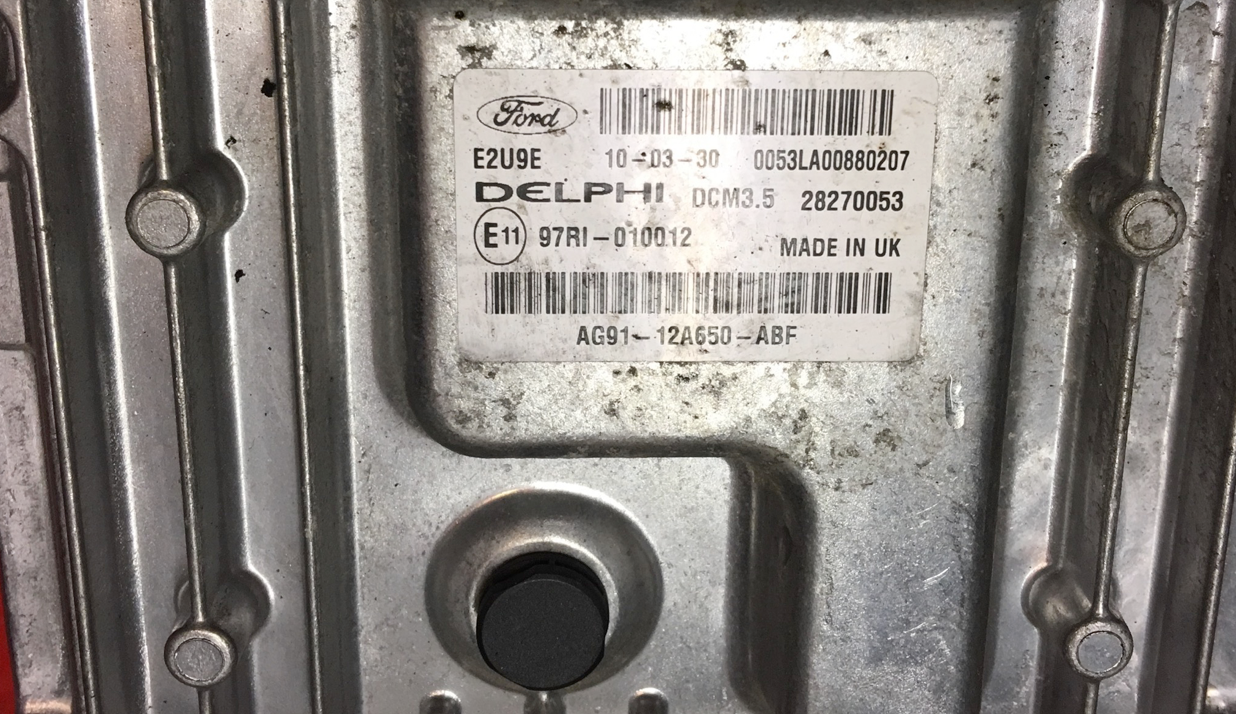 Ford
E2U9E 10-03-30 0053LA00880207
DELPHI DCM3.5 28270053
E11 97RI-010012 MADE IN UK
AG91-12A650-ABF